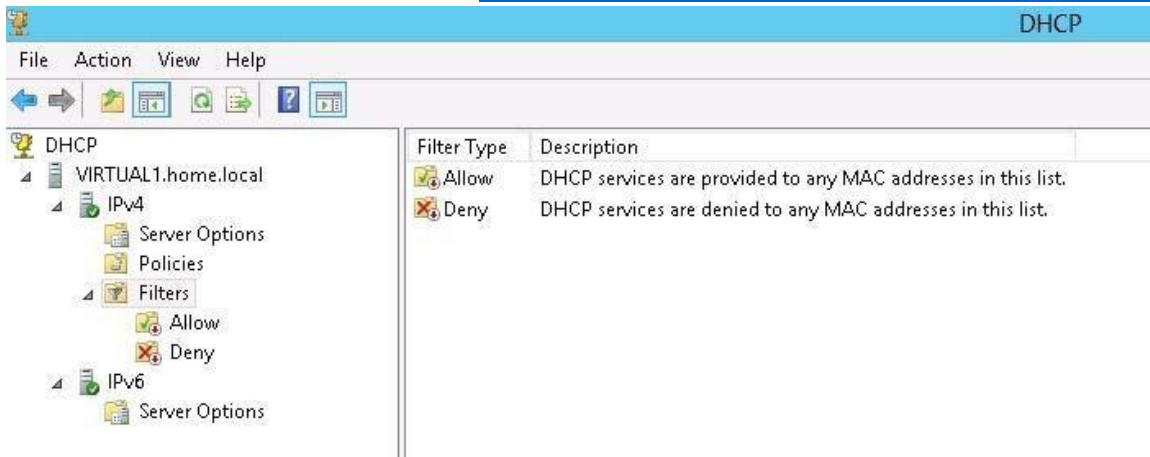 DHCP
File Action View Help
DHCP
VIRTUAL1.home.local
IPv4
Server Options
Policies
Filters
Allow
Deny
IPv6
Server Options
Filter Type Description
Allow DHCP services are provided to any MAC addresses in this list.
Deny DHCP services are denied to any MAC addresses in this list.